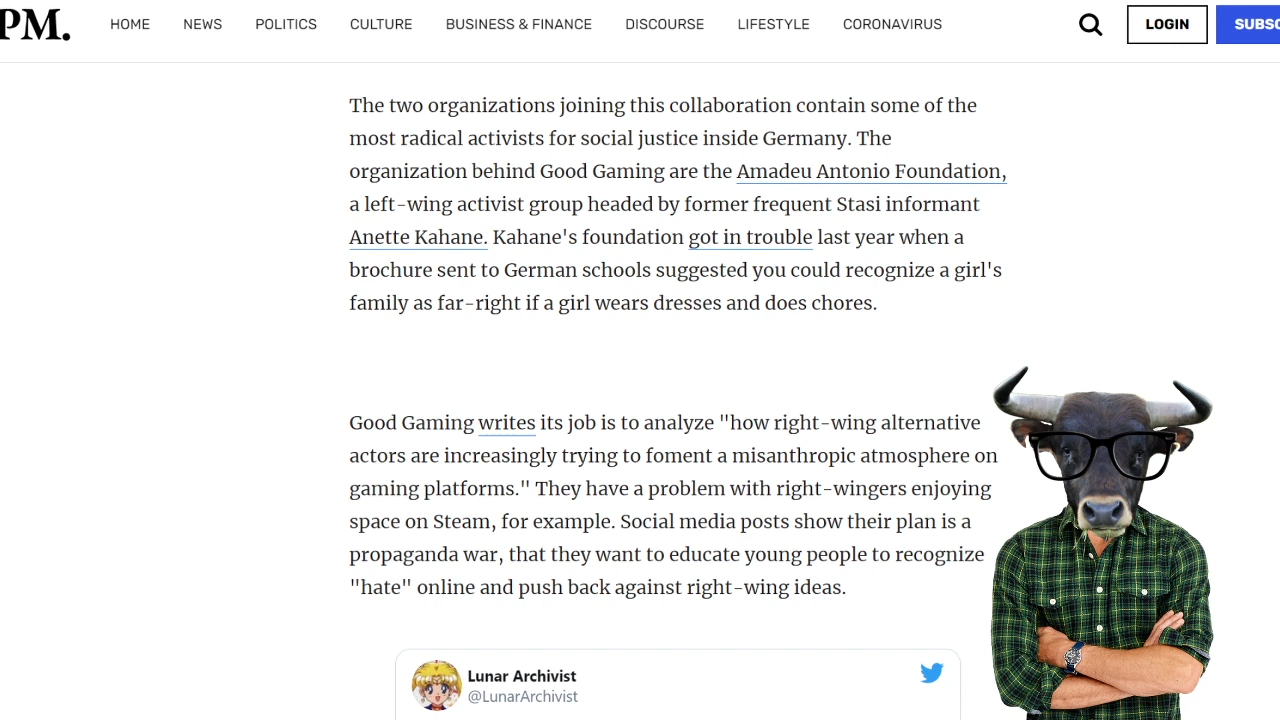 PM.
HOME NEWS POLITICS CULTURE BUSINESS & FINANCE DISCOURSE LIFESTYLE CORONAVIRUS LOGIN SUBSC
The two organizations joining this collaboration contain some of the
most radical activists for social justice inside Germany. The
organization behind Good Gaming are the Amadeu Antonio Foundation,
a left-wing activist group headed by former frequent Stasi informant
Anette Kahane. Kahane's foundation got in trouble last year when a
brochure sent to German schools suggested you could recognize a girl's
family as far-right if a girl wears dresses and does chores.
Good Gaming writes its job is to analyze "how right-wing alternative
actors are increasingly trying to foment a misanthropic atmosphere on
gaming platforms." They have a problem with right-wingers enjoying
space on Steam, for example. Social media posts show their plan is a
propaganda war, that they want to educate young people to recognize
"hate" online and push back against right-wing ideas.
Lunar Archivist
@LunarArchivist